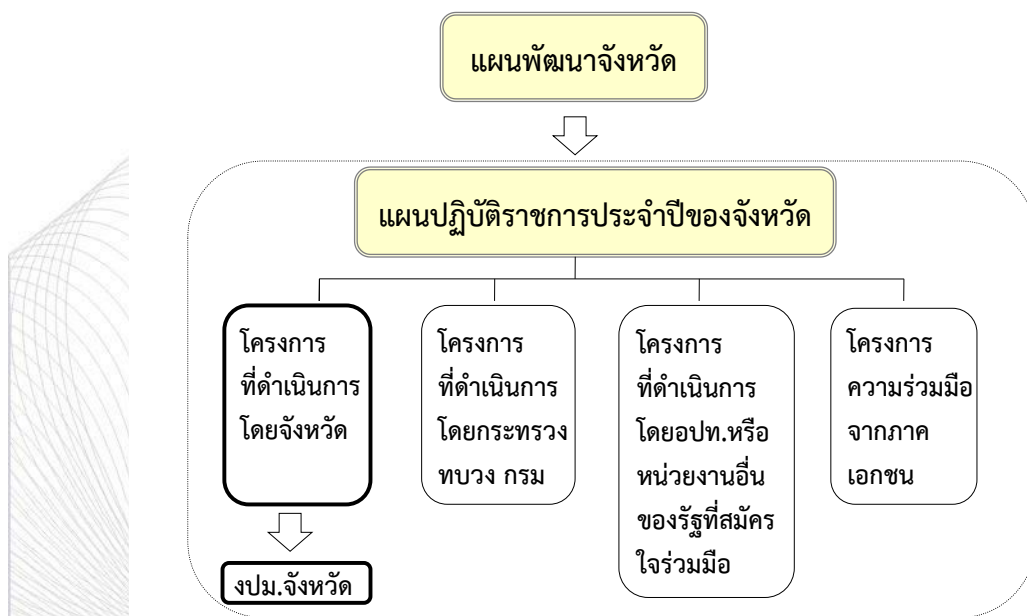 แผนพัฒนาจังหวัด
แผนปฏิบัติราชการประจำปีของจังหวัด
โครงการ
ที่ดำเนินการ
โดยจังหวัด
โครงการ
ที่ดำเนินการ
โดยกระทรวง
ทบวง กรม
โครงการ
ที่ดำเนินการ
โดยอปท.หรือ
หน่วยงานอื่น
ของรัฐที่สมัคร
ใจร่วมมือ
โครงการ
ความร่วมมือ
จากภาค
เอกชน
งปม.จังหวัด